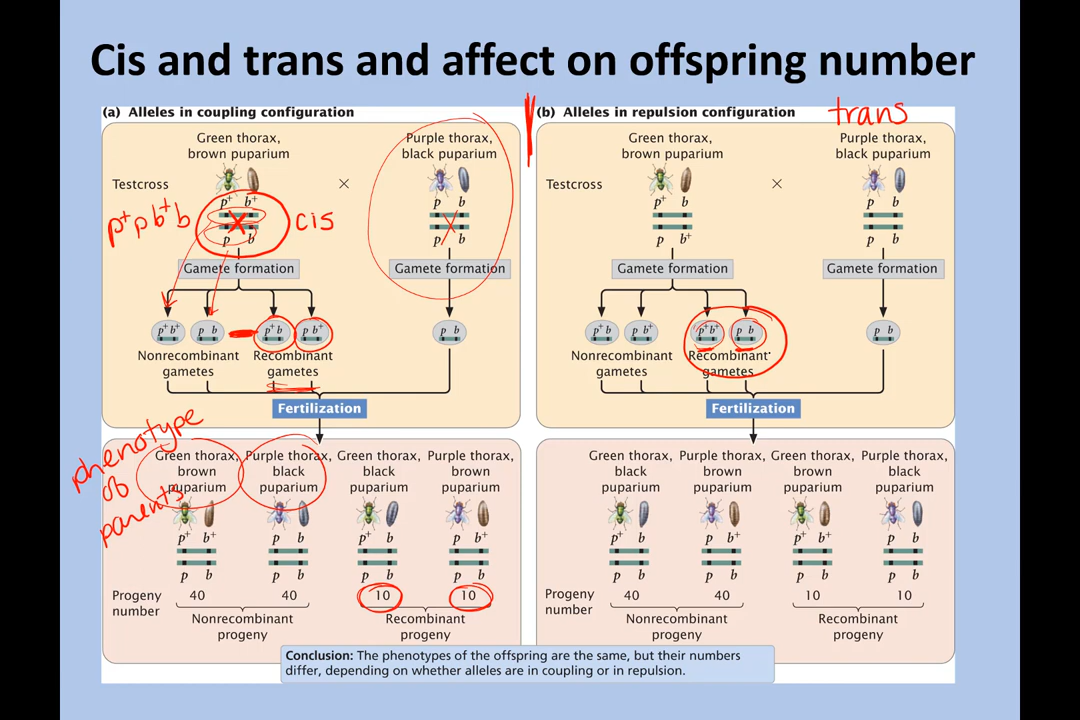 Cis and trans and affect on offspring number
(a) Alleles in coupling configuration
Green thorax,
brown puparium
Purple thorax,
black puparium
Testcross
×
p+ b+
p b
p b
p b
p+p b+b
cis
Gamete formation
Gamete formation
p+ b+
p b
p+ b
p b+
p b
Nonrecombinant
gametes
Recombinant
gametes
FERTILIZATION
phenotype
of
parents
Green thorax,
brown
puparium
Purple thorax,
black
puparium
Green thorax,
black
puparium
Purple thorax,
brown
puparium
p+ b+
p b
p+ b
p b+
p b
p b
p b
p b
Progeny
number
40
40
10
10
Nonrecombinant
progeny
Recombinant
progeny
(b) Alleles in repulsion configuration
trans
Green thorax,
brown puparium
Purple thorax,
black puparium
Testcross
×
p+ b
p b+
p b
p b
Gamete formation
Gamete formation
p+ b
p b+
p+ b+
p b
p b
Nonrecombinant
gametes
Recombinant
gametes
Fertilization
Green thorax,
black
puparium
Purple thorax,
brown
puparium
Green thorax,
brown
puparium
Purple thorax,
black
puparium
p+ b
p b+
p+ b+
p b
p b
p b
p b
p b
Progeny
number
40
40
10
10
Nonrecombinant
progeny
Recombinant
progeny
Conclusion: The phenotypes of the offspring are the same, but their numbers
differ, depending on whether alleles are in coupling or in repulsion.